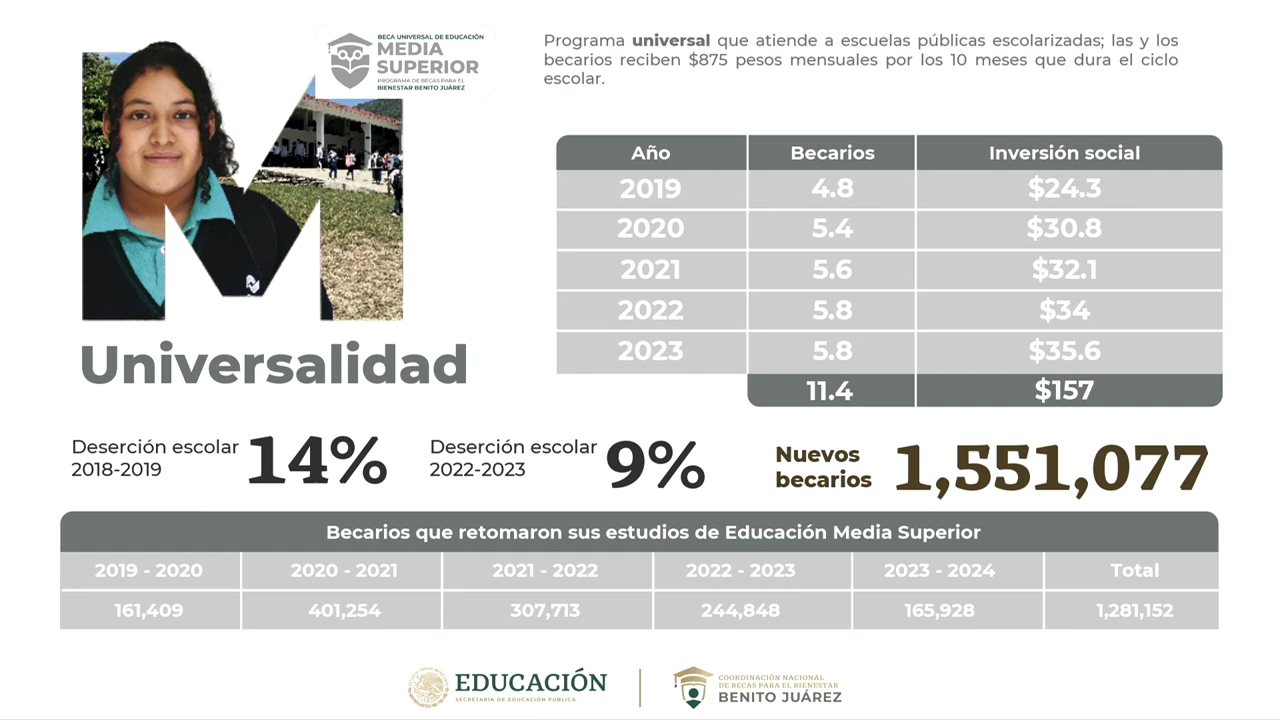 BECA UNIVERSAL DE EDUCACIÓN
MEDIA
SUPERIOR
PROGRAMA DE BECAS PARA EL
BIENESTAR BENITO JUÁREZ
Programa universal que atiende a escuelas públicas escolarizadas; las y los
becarios reciben $875 pesos mensuales por los 10 meses que dura el ciclo
escolar.
Año Becarios Inversión social
2019 4.8 $24.3
2020 5.4 $30.8
2021 5.6 $32.1
2022 5.8 $34
2023 5.8 $35.6
11.4 $157
M
Universalidad
Deserción escolar
2018-2019
14%
Deserción escolar
2022-2023
9%
Nuevos
becarios
1,551,077
Becarios que retomaron sus estudios de Educación Media Superior
2019 - 2020 2020 - 2021 2021 - 2022 2022 - 2023 2023 - 2024 Total
161,409 401,254 307,713 244,848 165,928 1,281,152
EDUCACIÓN
SECRETARÍA DE EDUCACIÓN PÚBLICA
COORDINACIÓN NACIONAL
DE BECAS PARA EL BIENESTAR
BENITO JUÁREZ